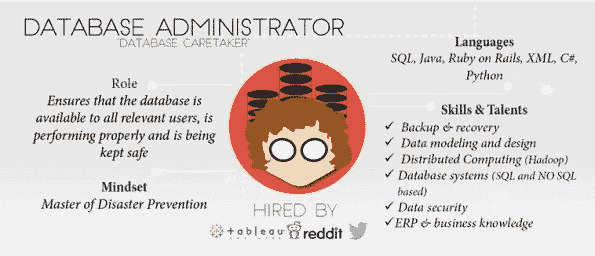 DATABASE ADMINISTRATOR
'DATABASE CARETAKER'
Role
Ensures that the database is
available to all relevant users, is
performing properly and is being
kept safe
Mindset
Master of Disaster Prevention
HIRED BY
+ableau
reddit
Languages
SQL, Java, Ruby on Rails, XML, C#,
Python
Skills & Talents
✓ Backup & recovery
✓ Data modeling and design
✓ Distributed Computing (Hadoop)
✓ Database systems (SQL and NO SQL
based)
✓ Data security
✓ ERP & business knowledge